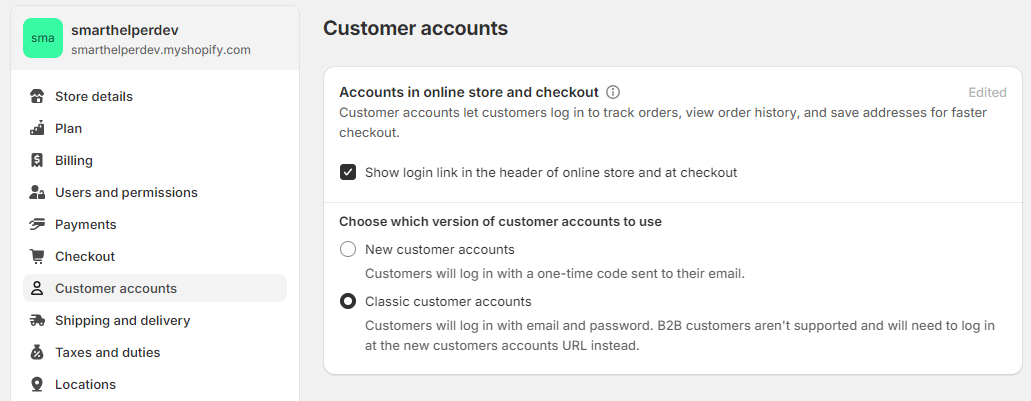 sma
smarthelperdev
smarthelperdev.myshopify.com
Store details
Plan
Billing
Users and permissions
Payments
Checkout
Customer accounts
Shipping and delivery
Taxes and duties
Locations
Customer accounts
Accounts in online store and checkout
Edited
Customer accounts let customers log in to track orders, view order history, and save addresses for faster
checkout.
Show login link in the header of online store and at checkout
Choose which version of customer accounts to use
New customer accounts
Customers will log in with a one-time code sent to their email.
Classic customer accounts
Customers will log in with email and password. B2B customers aren't supported and will need to log in
at the new customers accounts URL instead.